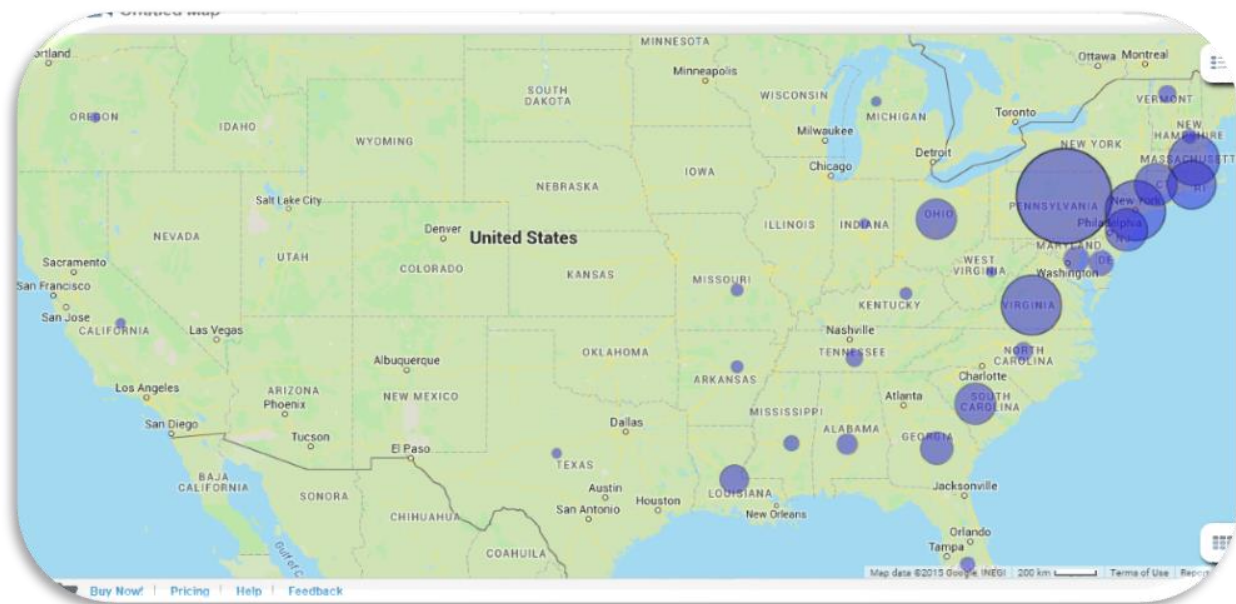 Untitled Map
MINNESOTA
Ottawa Montreal
Minneapolis
SOUTH
DAKOTA
WISCONSIN
VERMONT
OREGON
IDAHO
MICHIGAN
Toronto
NEW
HAMPSHIRE
WYOMING
Milwaukee
Detroit
NEW YORK
MASSACHUSETT
Chicago
IOWA
NEBRASKA
CT
RI
Salt Lake City
PENNSYLVANIA
New York
OHIO
ILLINOIS
INDIANA
Philadelphia
NJ
NEVADA
Denver
United States
MARYLAND
UTAH
COLORADO
KANSAS
WEST
VIRGINIA
DE
Washington
Sacramento
San Francisco
MISSOURI
San Jose
KENTUCKY
VIRGINIA
CALIFORNIA
Las Vegas
Nashville
TENNESSEE
NORTH
CAROLINA
OKLAHOMA
Albuquerque
Charlotte
ARKANSAS
Los Angeles
ARIZONA
NEW MEXICO
Phoenix
Atlanta
SOUTH
CAROLINA
MISSISSIPPI
San Diego
Dallas
ALABAMA
GEORGIA
Tucson
El Paso
TEXAS
BAJA
CALIFORNIA
SONORA
Austin
San Antonio
Houston
LOUISIANA
New Orleans
Jacksonville
CHIHUAHUA
Orlando
Tampa
COAHUILA
Gulf of C
Map data ©2015 Google, INEGI 200 km Terms of Use Report
Buy Now! Pricing Help Feedback